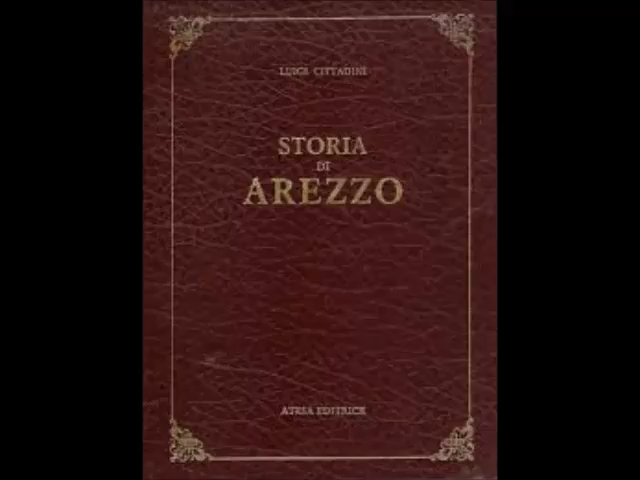 LUIGI CITTADINI
STORIA
DI
AREZZO
ATESA EDITRICE